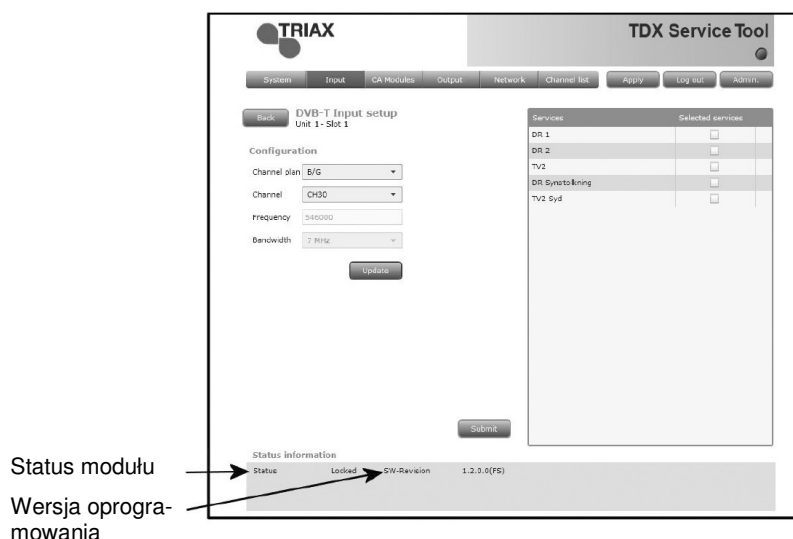 TRIAX
TDX Service Tool
System Input CA Modules Output Network Channel list Apply Log out Admin.
Back DVB-T Input setup
Unit 1 - Slot 1
Configuration
Channel plan B/G
Channel CH30
Frequency 546000
Bandwidth 7 MHz
Update
Services Selected services
DR 1
DR 2
TV2
DR Synstolkning
TV2 Syd
Submit
Status information
Status Locked SW-Revision 1.2.0.0(FS)
Status modułu
Wersja oprogra-
mowania